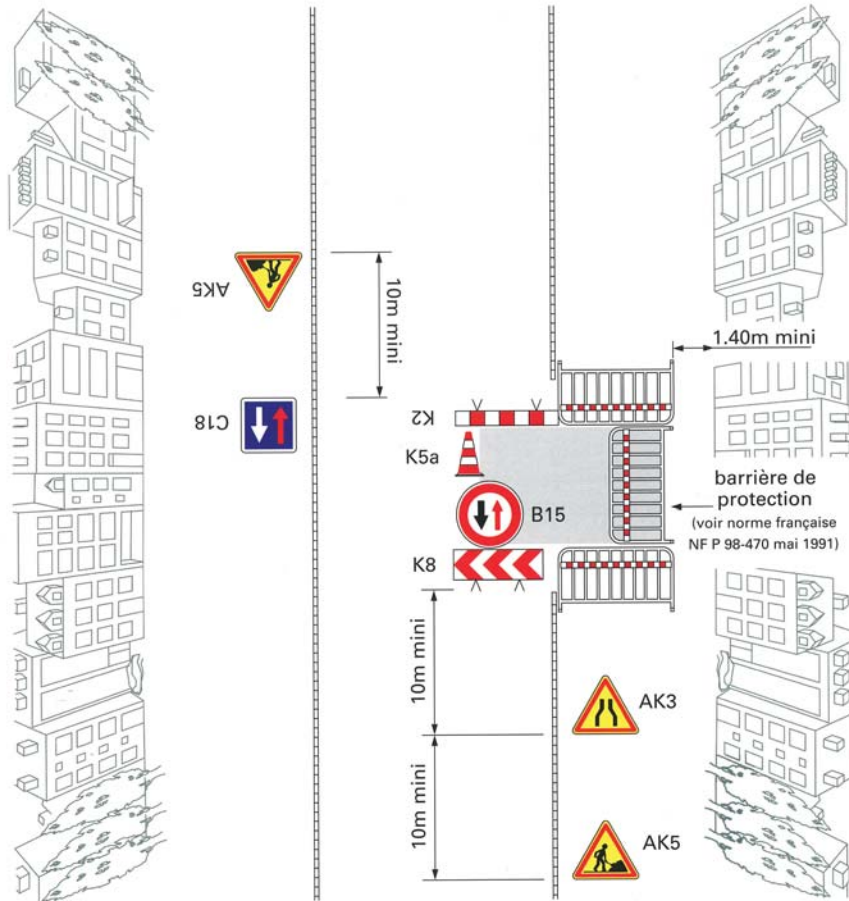 AK5
10m mini
1.40m mini
C18
K2
K5a
barrière de
protection
(voir norme française
NF P 98-470 mai 1991)
B15
K8
10m mini
AK3
10m mini
AK5